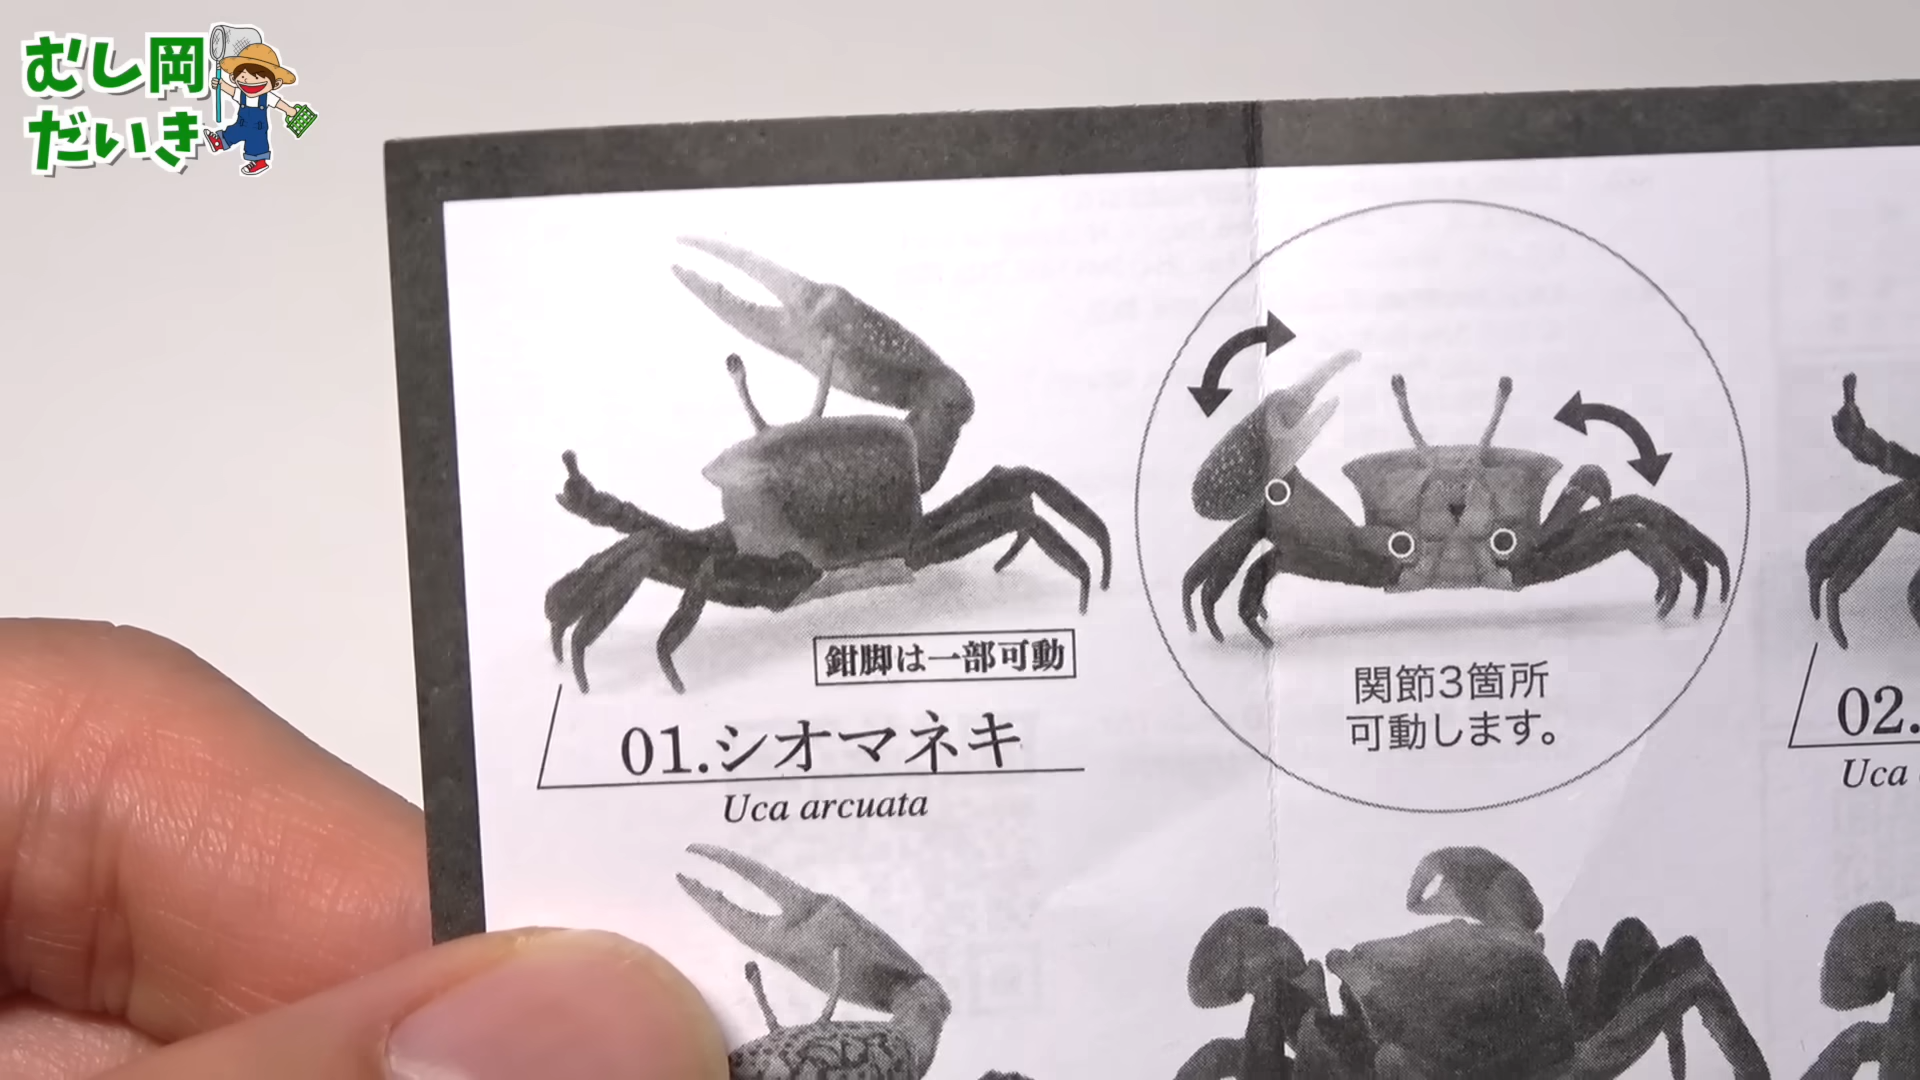 むし岡
だいき
鉗脚は一部可動
01.シオマネキ
Uca arcuata
関節3箇所
可動します。
02.
Uca